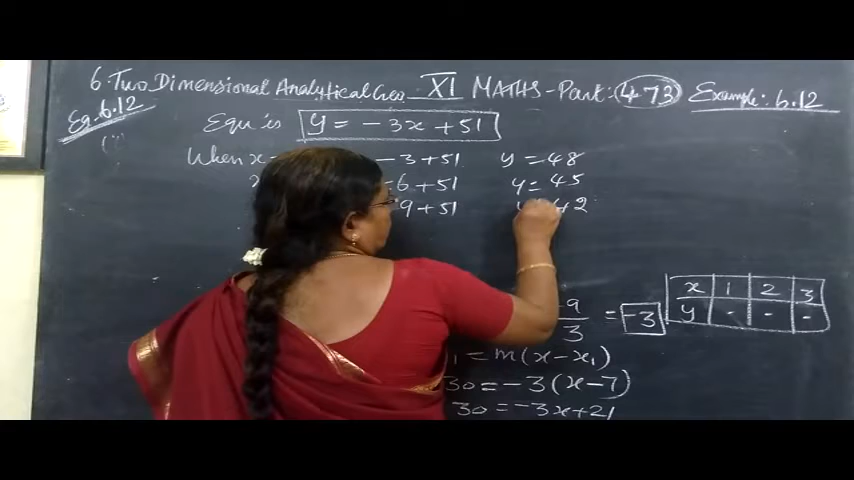 6. Two Dimensional Analytical Geo XI MATHS - Part: 473 Example: 6.12
Eg. 6.12
(i)
Equ is y = -3x + 51
When x - 3 + 51 y = 48
- 6 + 51 y = 45
9 + 51 42
x 1 2 3
y - - -
-9
3 = -3
1 = m(x - x₁)
30 = -3(x - 7)
30 = -3x + 21